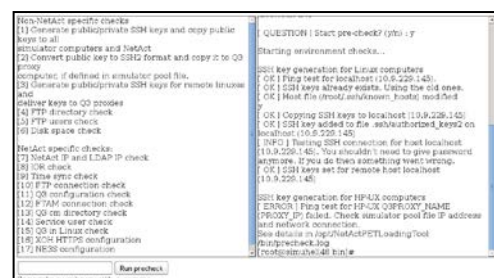 Non-NetAct specific checks
[1] Generate public/private SSH keys and copy public
keys to all
simulator computers and NetAct
[2] Convert public key to SSH2 format and copy it to Q3
proxy
computer, if defined in simulator pool file.
[3] Generate public/private SSH keys for remote linuxes
and
deliver keys to Q3 proxies
[4] FTP directory check
[5] FTP users check
[6] Disk space check
NetAct specific checks:
[7] NetAct IP and LDAP IP check
[8] IOR check
[9] Time sync check
[10] FTP connection check
[11] Q3 configuration check
[12] FTAM connection check
[13] Q3 cm directory check
[14] Service user check
[15] Q3 in Linux check
[16] XOH HTTPS configuration
[17] NE3S configuration
Run precheck
[ QUESTION ] Start pre-check? (y/n) : y
Starting environment checks...
SSH key generation for Linux computers
[ OK ] Ping test for localhost (10.9.229.145).
[ OK ] SSH keys already exists. Using the old ones.
[ OK ] Host file (/root/.ssh/known_hosts) modified
y
[ OK ] Copying SSH keys to localhost (10.9.229.145)
[ OK ] SSH key added to file .ssh/authorized_keys2 on
localhost (10.9.229.145)
[ INFO ] Testing SSH connection for host localhost
(10.9.229.145).. You shouldn't need to give password
anymore. If you do then something went wrong.
[ OK ] SSH keys set for remote host localhost
(10.9.229.145)
SSH key generation for HP-UX computers
[ ERROR ] Ping test for HP-UX Q3PROXY_NAME
(PROXY_IP) failed. Check simulator pool file IP address
and network connection.
See details in /opt/NetActPETLoadingTool
/bin/precheck.log
[root@simuhel48 bin]#